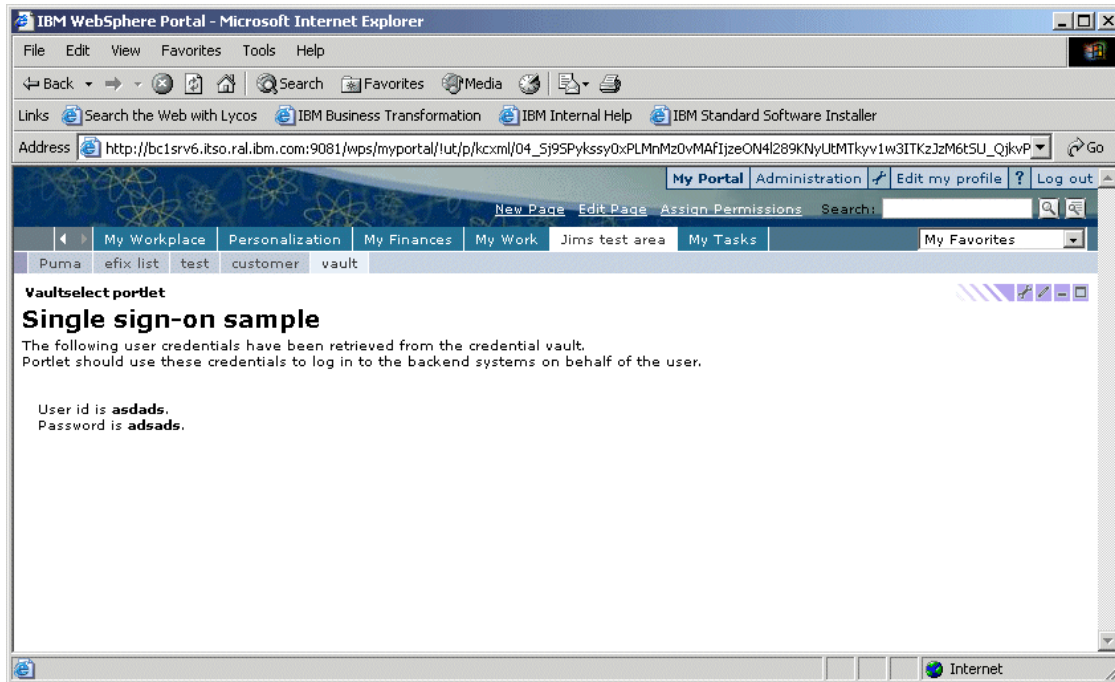 IBM WebSphere Portal - Microsoft Internet Explorer
File Edit View Favorites Tools Help
Back Search Favorites Media
Links Search the Web with Lycos IBM Business Transformation IBM Internal Help IBM Standard Software Installer
Address http://bc1srv6.itso.ral.ibm.com:9081/wps/myportal/!ut/p/kcxml/04_Sj9SPykssy0xPLMnMz0vMAfIjzeON4l289KNyUtMTkyv1w3ITKzJzM6tSU_QjkvP Go
My Portal Administration Edit my profile ? Log out
New Page Edit Page Assign Permissions Search:
My Workplace Personalization My Finances My Work Jims test area My Tasks My Favorites
Puma efix list test customer vault
Vaultselect portlet
Single sign-on sample
The following user credentials have been retrieved from the credential vault.
Portlet should use these credentials to log in to the backend systems on behalf of the user.
User id is asdads.
Password is adsads.
Internet